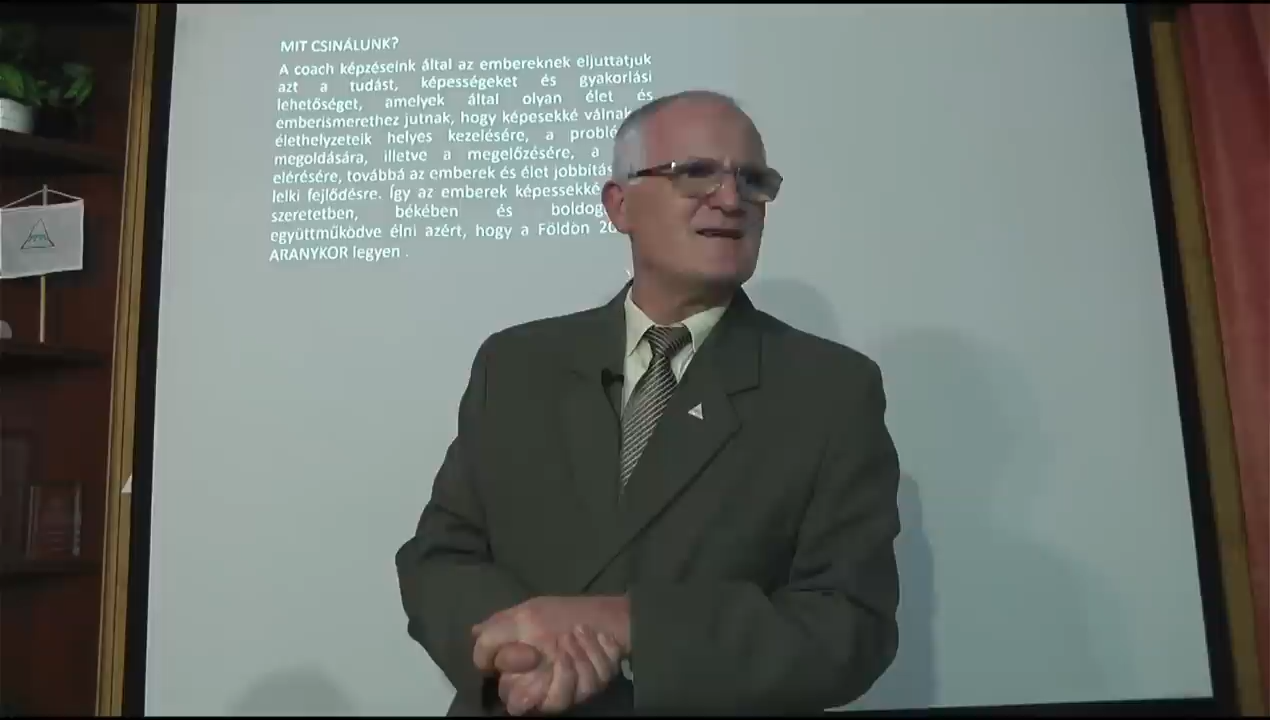 MIT CSINÁLUNK?
A coach képzéseink által az embereknek eljuttatjuk
azt a tudást, képességeket és gyakorlási
lehetőséget, amelyek által olyan élet és
emberismerethez jutnak, hogy képesekké válnak
élethelyzeteik helyes kezelésére, a
megoldására, illetve a megelőzésére, a
elérésére, továbbá az emberek és élet
lelki fejlődésre. Így az emberek képessekké
szeretetben, békében és
együttműködve élni azért, hogy a Földön
ARANYKOR legyen .